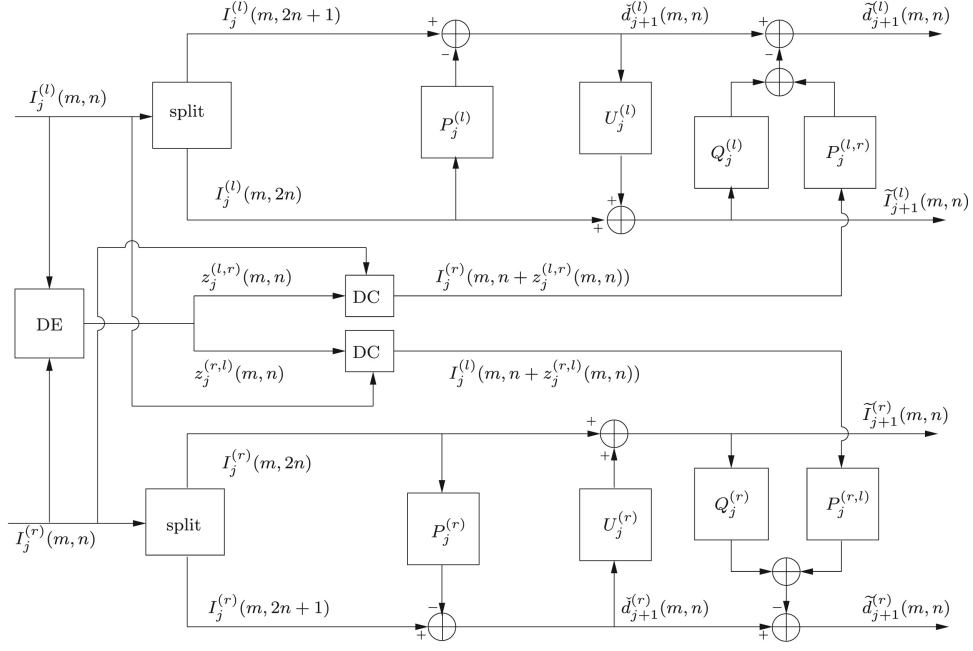 I_j^{(l)}(m, 2n+1)
ď_{j+1}^{(l)}(m, n)
d̃_{j+1}^{(l)}(m, n)
+
−
+
−
I_j^{(l)}(m, n)
split
P_j^{(l)}
U_j^{(l)}
Q_j^{(l)}
P_j^{(l,r)}
I_j^{(l)}(m, 2n)
+
+
Ĩ_{j+1}^{(l)}(m, n)
z_j^{(l,r)}(m, n)
DC
I_j^{(r)}(m, n + z_j^{(l,r)}(m, n))
DE
DC
z_j^{(r,l)}(m, n)
I_j^{(l)}(m, n + z_j^{(r,l)}(m, n))
Ĩ_{j+1}^{(r)}(m, n)
+
+
I_j^{(r)}(m, 2n)
I_j^{(r)}(m, n)
split
P_j^{(r)}
U_j^{(r)}
Q_j^{(r)}
P_j^{(r,l)}
I_j^{(r)}(m, 2n+1)
−
+
ď_{j+1}^{(r)}(m, n)
−
+
d̃_{j+1}^{(r)}(m, n)